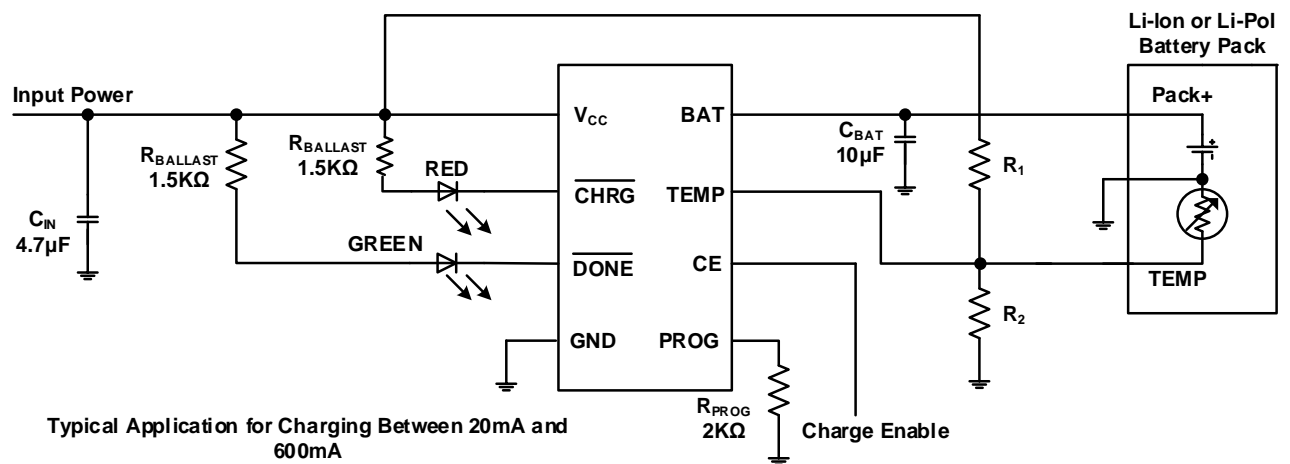 Li-Ion or Li-Pol
Battery Pack
Input Power
Pack+
VCC
BAT
RBALLAST
1.5KΩ
RBALLAST
1.5KΩ
CBAT
10µF
RED
R1
CHRG
TEMP
CIN
4.7µF
GREEN
DONE
CE
TEMP
R2
GND
PROG
RPROG
2KΩ
Charge Enable
Typical Application for Charging Between 20mA and
600mA